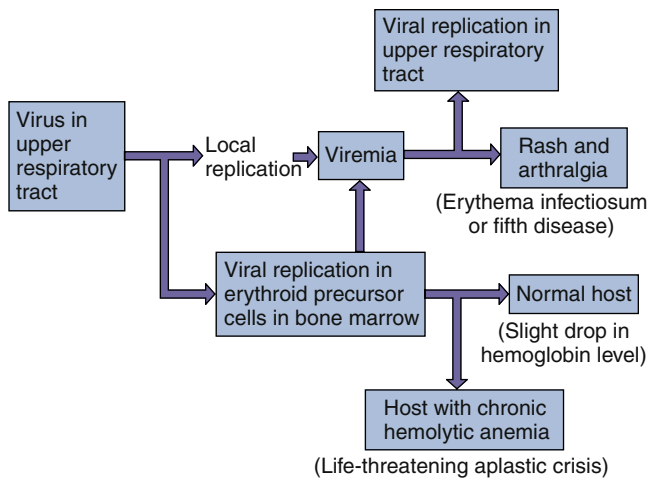 Viral replication in
upper respiratory
tract
Virus in
upper
respiratory
tract
Local
replication
Viremia
Rash and
arthralgia
(Erythema infectiosum
or fifth disease)
Viral replication in
erythroid precursor
cells in bone marrow
Normal host
(Slight drop in
hemoglobin level)
Host with chronic
hemolytic anemia
(Life-threatening aplastic crisis)